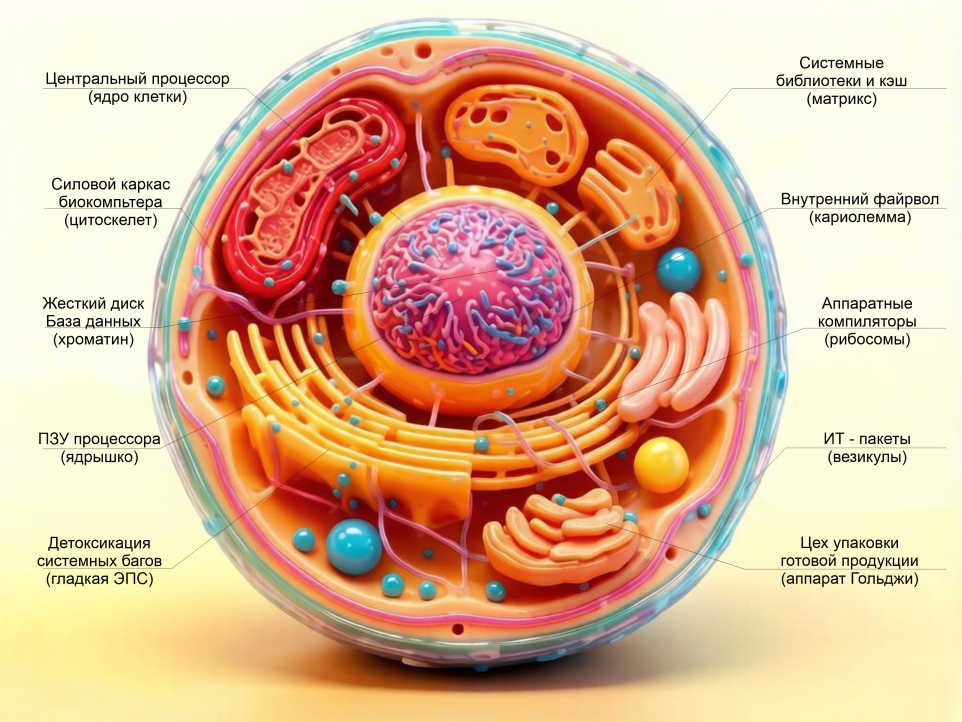 Центральный процессор
(ядро клетки)
Силовой каркас
биокомпьтера
(цитоскелет)
Жесткий диск
База данных
(хроматин)
ПЗУ процессора
(ядрышко)
Детоксикация
системных багов
(гладкая ЭПС)
Системные
библиотеки и кэш
(матрикс)
Внутренний файрвол
(кариолемма)
Аппаратные
компиляторы
(рибосомы)
ИТ - пакеты
(везикулы)
Цех упаковки
готовой продукции
(аппарат Гольджи)